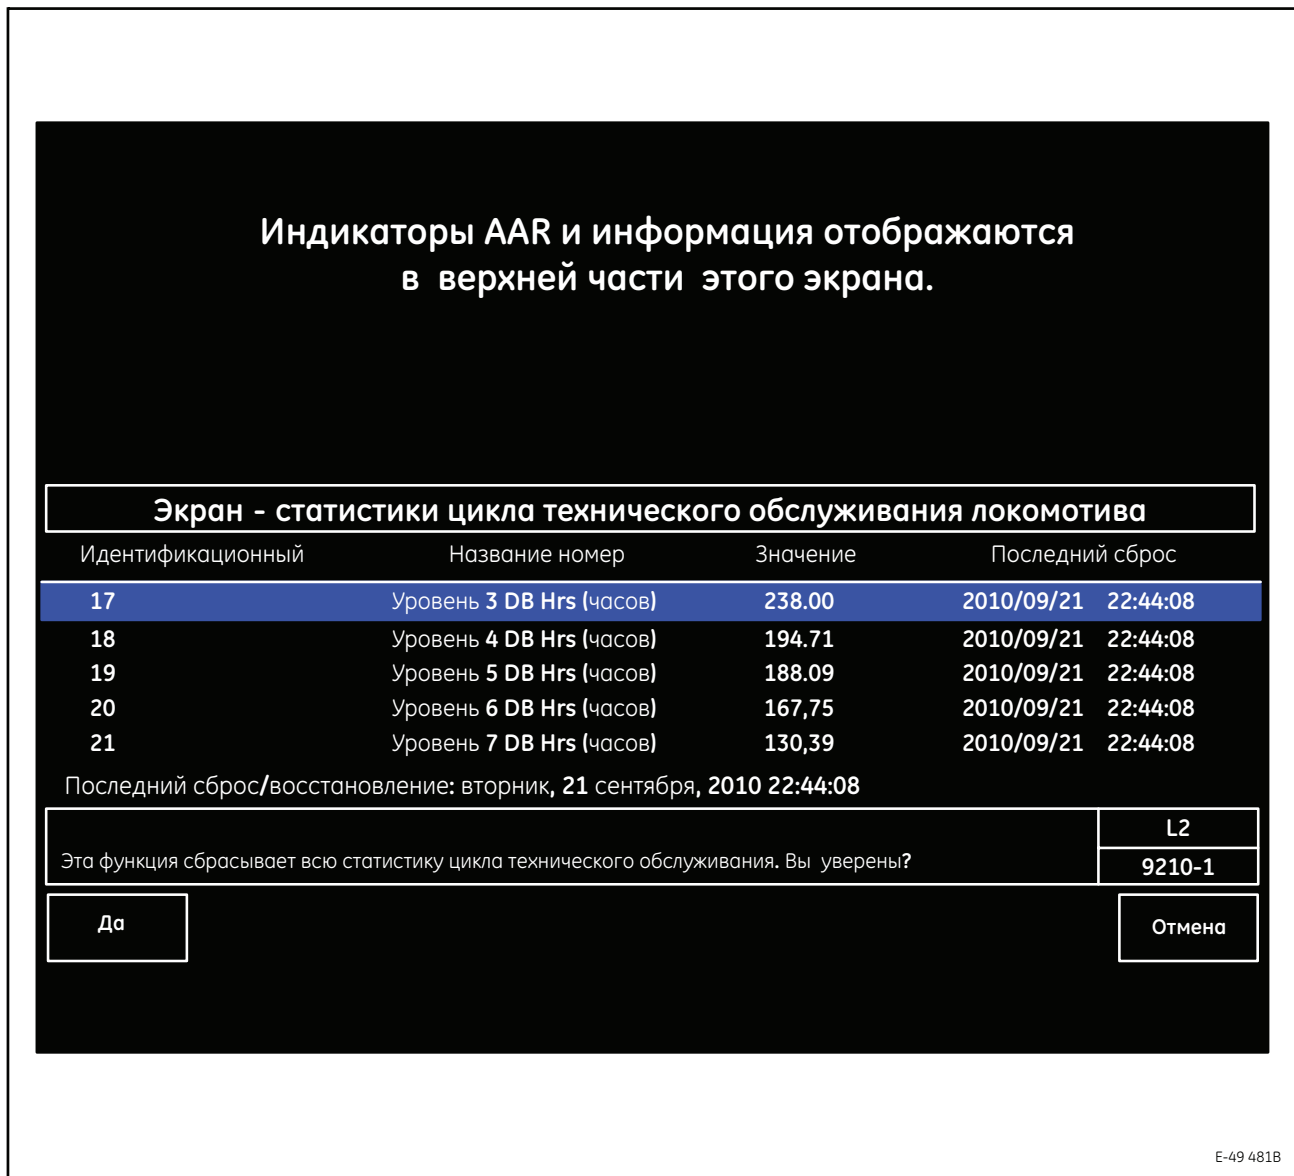 Индикаторы AAR и информация отображаются
в верхней части этого экрана.
Экран - статистики цикла технического обслуживания локомотива
Идентификационный Название номер Значение Последний сброс
17 Уровень 3 DB Hrs (часов) 238.00 2010/09/21 22:44:08
18 Уровень 4 DB Hrs (часов) 194.71 2010/09/21 22:44:08
19 Уровень 5 DB Hrs (часов) 188.09 2010/09/21 22:44:08
20 Уровень 6 DB Hrs (часов) 167,75 2010/09/21 22:44:08
21 Уровень 7 DB Hrs (часов) 130,39 2010/09/21 22:44:08
Последний сброс/восстановление: вторник, 21 сентября, 2010 22:44:08
L2
Эта функция сбрасывает всю статистику цикла технического обслуживания. Вы уверены?
9210-1
Да
Отмена
E-49 481B